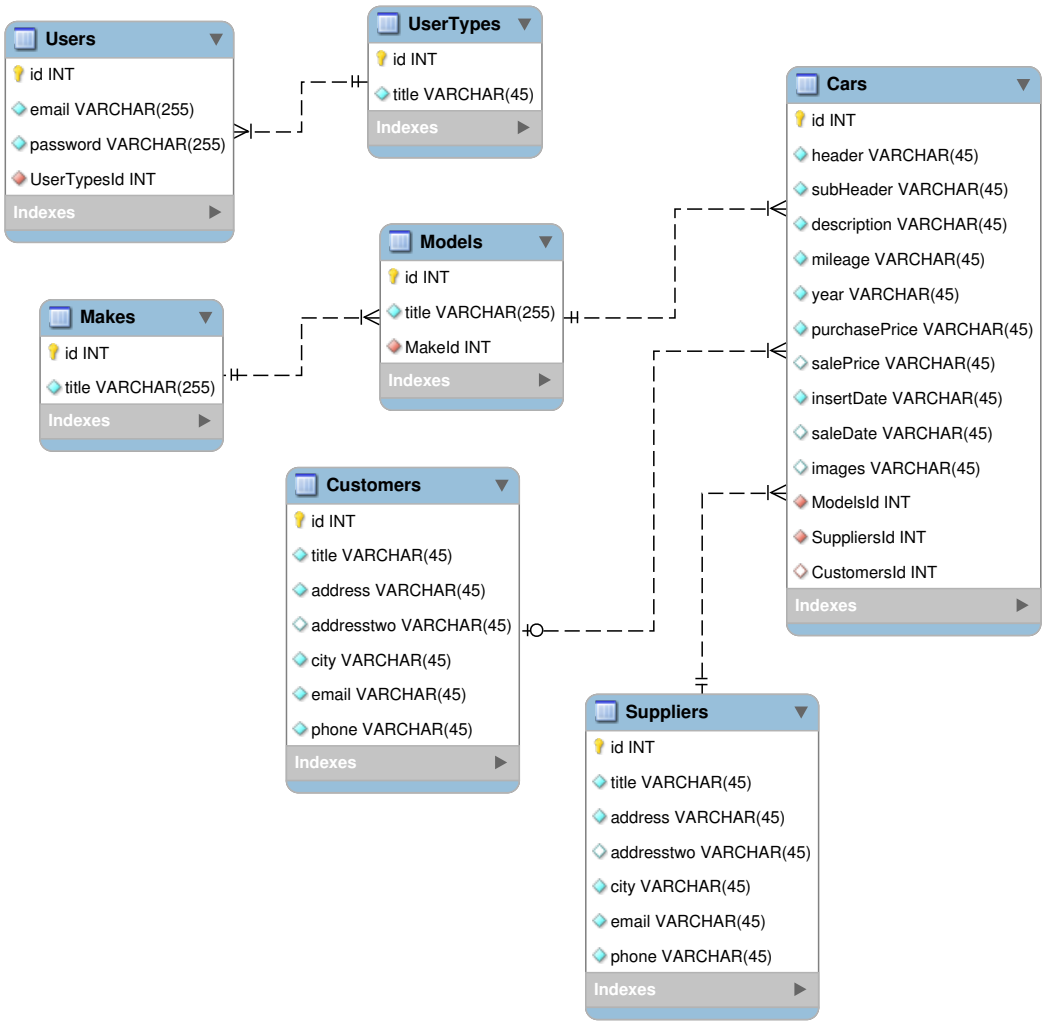 Users
id INT
email VARCHAR(255)
password VARCHAR(255)
UserTypesId INT
Indexes
UserTypes
id INT
title VARCHAR(45)
Indexes
Makes
id INT
title VARCHAR(255)
Indexes
Models
id INT
title VARCHAR(255)
MakeId INT
Indexes
Cars
id INT
header VARCHAR(45)
subHeader VARCHAR(45)
description VARCHAR(45)
mileage VARCHAR(45)
year VARCHAR(45)
purchasePrice VARCHAR(45)
salePrice VARCHAR(45)
insertDate VARCHAR(45)
saleDate VARCHAR(45)
images VARCHAR(45)
ModelsId INT
SuppliersId INT
CustomersId INT
Indexes
Customers
id INT
title VARCHAR(45)
address VARCHAR(45)
addresstwo VARCHAR(45)
city VARCHAR(45)
email VARCHAR(45)
phone VARCHAR(45)
Indexes
Suppliers
id INT
title VARCHAR(45)
address VARCHAR(45)
addresstwo VARCHAR(45)
city VARCHAR(45)
email VARCHAR(45)
phone VARCHAR(45)
Indexes